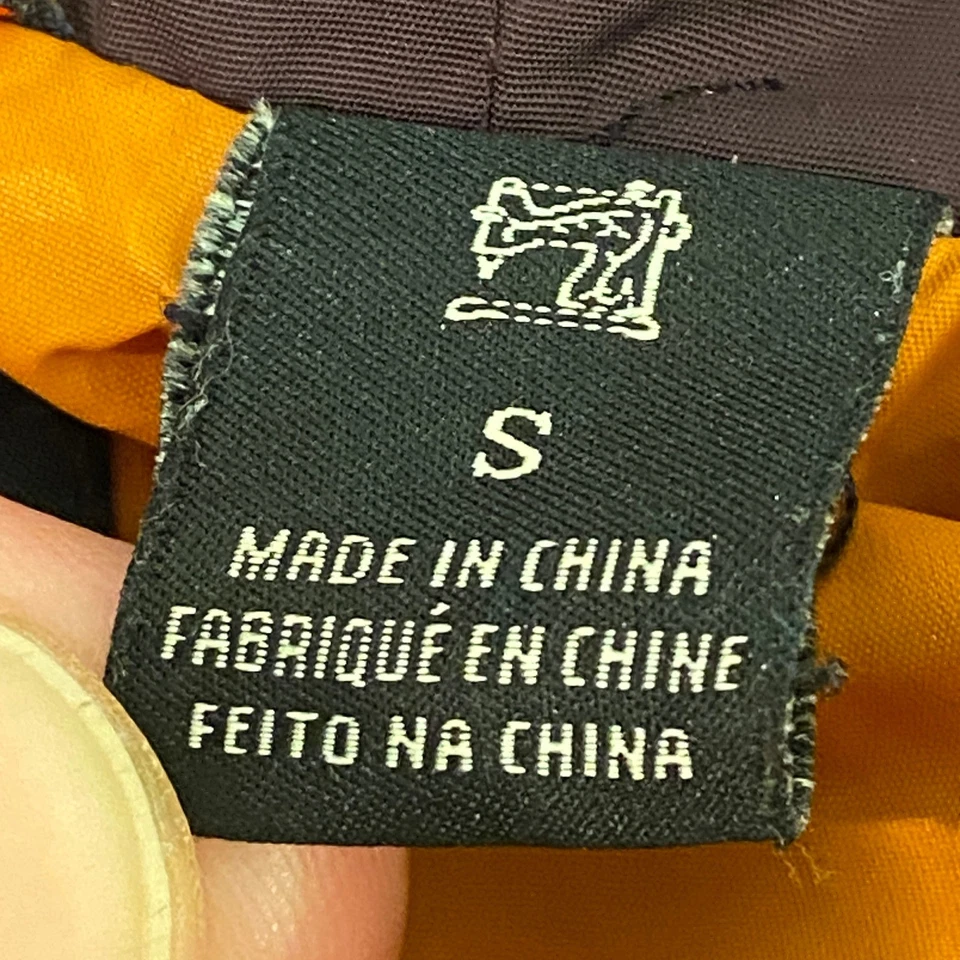 S
MADE IN CHINA
FABRIQUÉ EN CHINE
FEITO NA CHINA